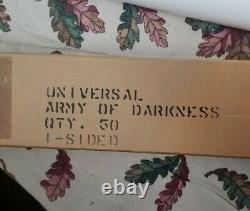 UNIVERSAL
ARMY OF DARKNESS
QTY. 50
1-SIDED